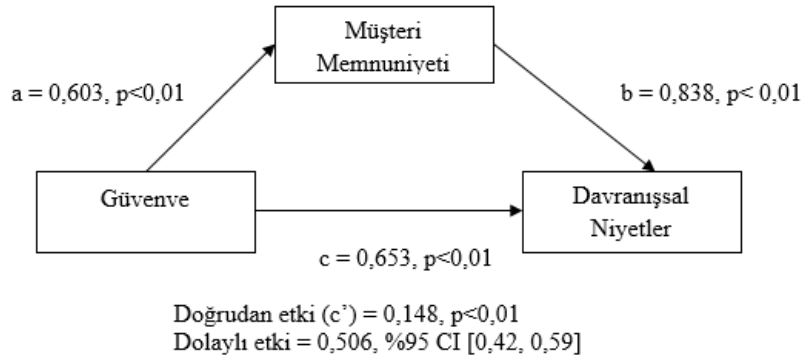 Müşteri
Memnuniyeti
a = 0,603, p<0,01
b = 0,838, p< 0,01
Güvenve
Davranışsal
Niyetler
c = 0,653, p<0,01
Doğrudan etki (c’) = 0,148, p<0,01
Dolaylı etki = 0,506, %95 CI [0,42, 0,59]